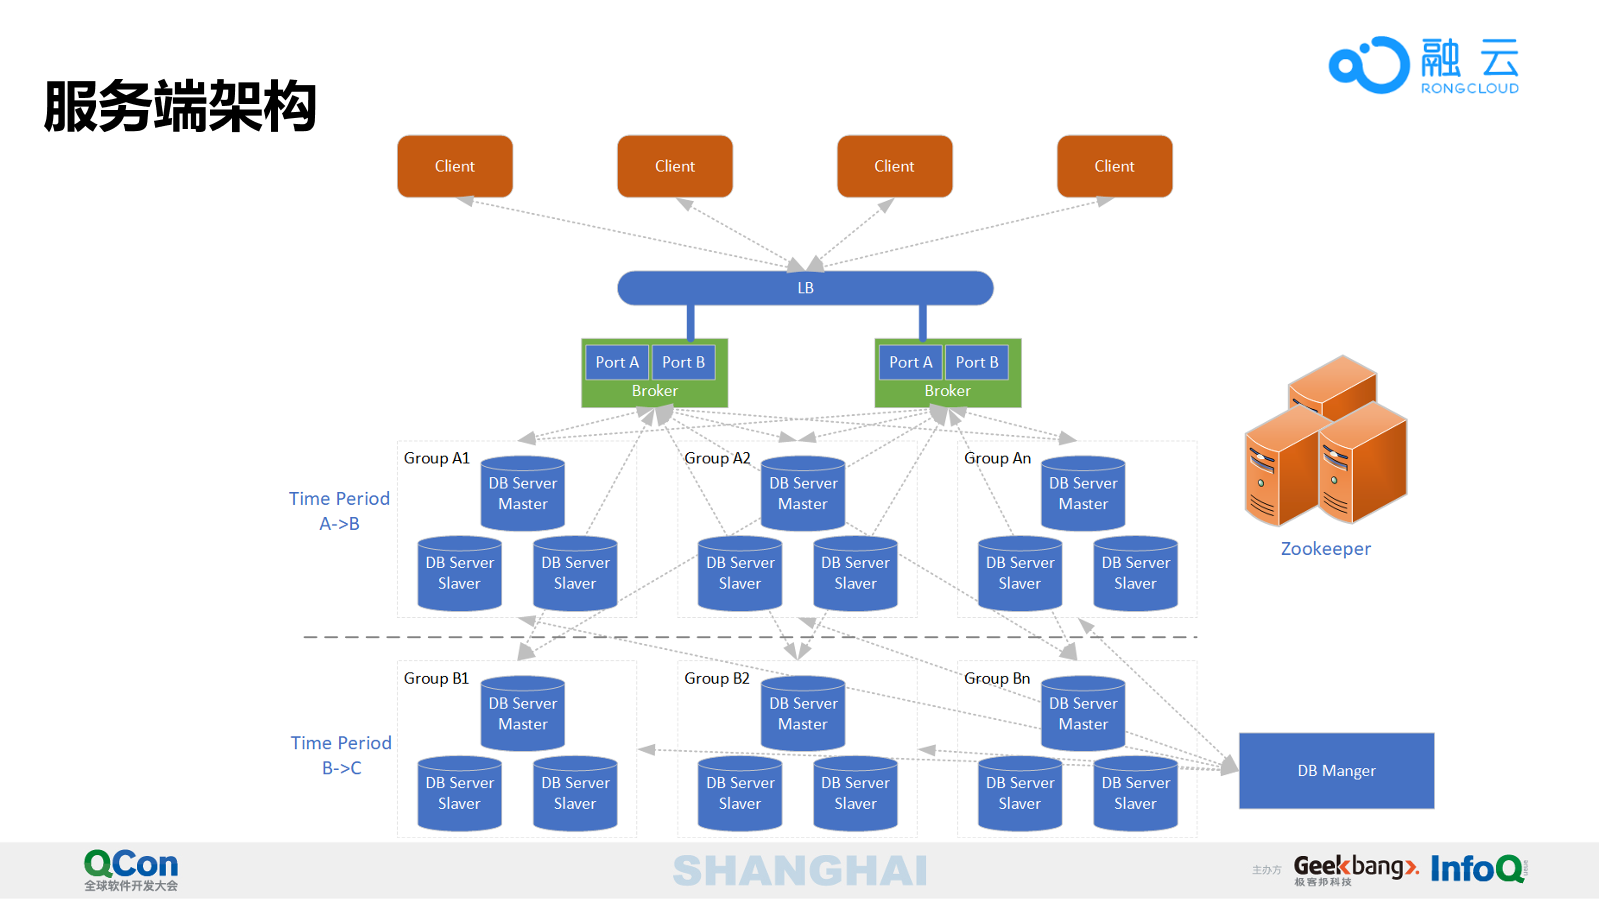 融云
RONGCLOUD
服务端架构
Client
Client
Client
Client
LB
Port A
Port B
Broker
Port A
Port B
Broker
Group A1
DB Server
Master
DB Server
Slaver
DB Server
Slaver
Group A2
DB Server
Master
DB Server
Slaver
DB Server
Slaver
Group An
DB Server
Master
DB Server
Slaver
DB Server
Slaver
Time Period
A->B
Zookeeper
Group B1
DB Server
Master
DB Server
Slaver
DB Server
Slaver
Group B2
DB Server
Master
DB Server
Slaver
DB Server
Slaver
Group Bn
DB Server
Master
DB Server
Slaver
DB Server
Slaver
Time Period
B->C
DB Manger
QCon
全球软件开发大会
SHANGHAI
主办方
Geekbang>.
极客邦科技
InfoQ